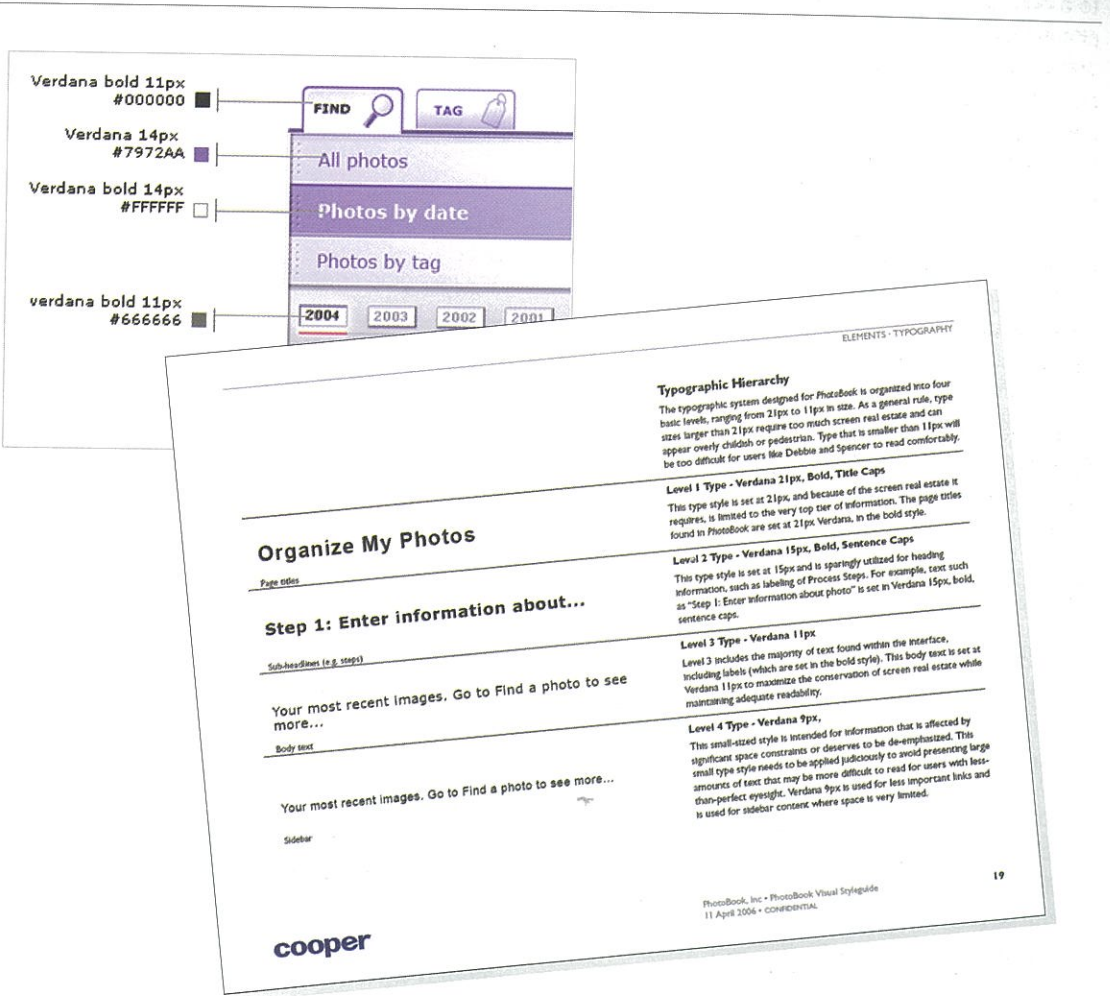 Verdana bold 11px
#000000
Verdana 14px
#7972AA
Verdana bold 14px
#FFFFFF
verdana bold 11px
#666666
FIND
TAG
All photos
Photos by date
Photos by tag
2004 2003 2002 2001
ELEMENTS • TYPOGRAPHY
Typographic Hierarchy
The typographic system designed for PhotoBook is organized into four
basic levels, ranging from 21px to 11px in size. As a general rule, type
sizes larger than 21px require too much screen real estate and can
appear overly childish or pedestrian. Type that is smaller than 11px will
be too difficult for users like Debbie and Spencer to read comfortably.
Organize My Photos
Page titles
Level 1 Type - Verdana 21px, Bold, Title Caps
This type style is set at 21px, and because of the screen real estate it
requires, is limited to the very top tier of information. The page titles
found in PhotoBook are set at 21px Verdana, in the bold style.
Step 1: Enter information about...
Sub-headlines (e.g. steps)
Level 2 Type - Verdana 15px, Bold, Sentence Caps
This type style is set at 15px and is sparingly utilized for heading
information, such as labeling of Process Steps. For example, text such
as "Step 1: Enter information about photo" is set in Verdana 15px, bold,
sentence caps.
Your most recent images. Go to Find a photo to see
more...
Body text
Level 3 Type - Verdana 11px
Level 3 includes the majority of text found within the interface,
including labels (which are set in the bold style). This body text is set at
Verdana 11px to maximize the conservation of screen real estate while
maintaining adequate readability.
Your most recent images. Go to Find a photo to see more...
Sidebar
Level 4 Type - Verdana 9px,
This small-sized style is intended for information that is affected by
significant space constraints or deserves to be de-emphasized. This
small type style needs to be applied judiciously to avoid presenting large
amounts of text that may be more difficult to read for users with less-
than-perfect eyesight. Verdana 9px is used for less important links and
is used for sidebar content where space is very limited.
cooper
PhotoBook, Inc • PhotoBook Visual Styleguide
11 April 2006 • CONFIDENTIAL
19